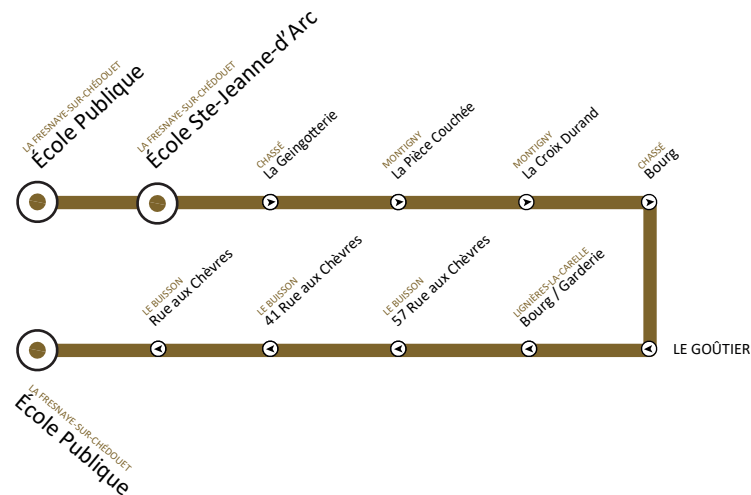 LA FRESNAYE-SUR-CHÉDOUET
École Publique
LA FRESNAYE-SUR-CHÉDOUET
École Ste-Jeanne-d’Arc
CHASSÉ
La Geingotterie
MONTIGNY
La Pièce Couchée
MONTIGNY
La Croix Durand
CHASSÉ
Bourg
LE BUISSON
Rue aux Chèvres
LE BUISSON
41 Rue aux Chèvres
LE BUISSON
57 Rue aux Chèvres
LIGNIÈRES-LA-CARELLE
Bourg / Garderie
LE GOÛTIER
LA FRESNAYE-SUR-CHÉDOUET
École Publique